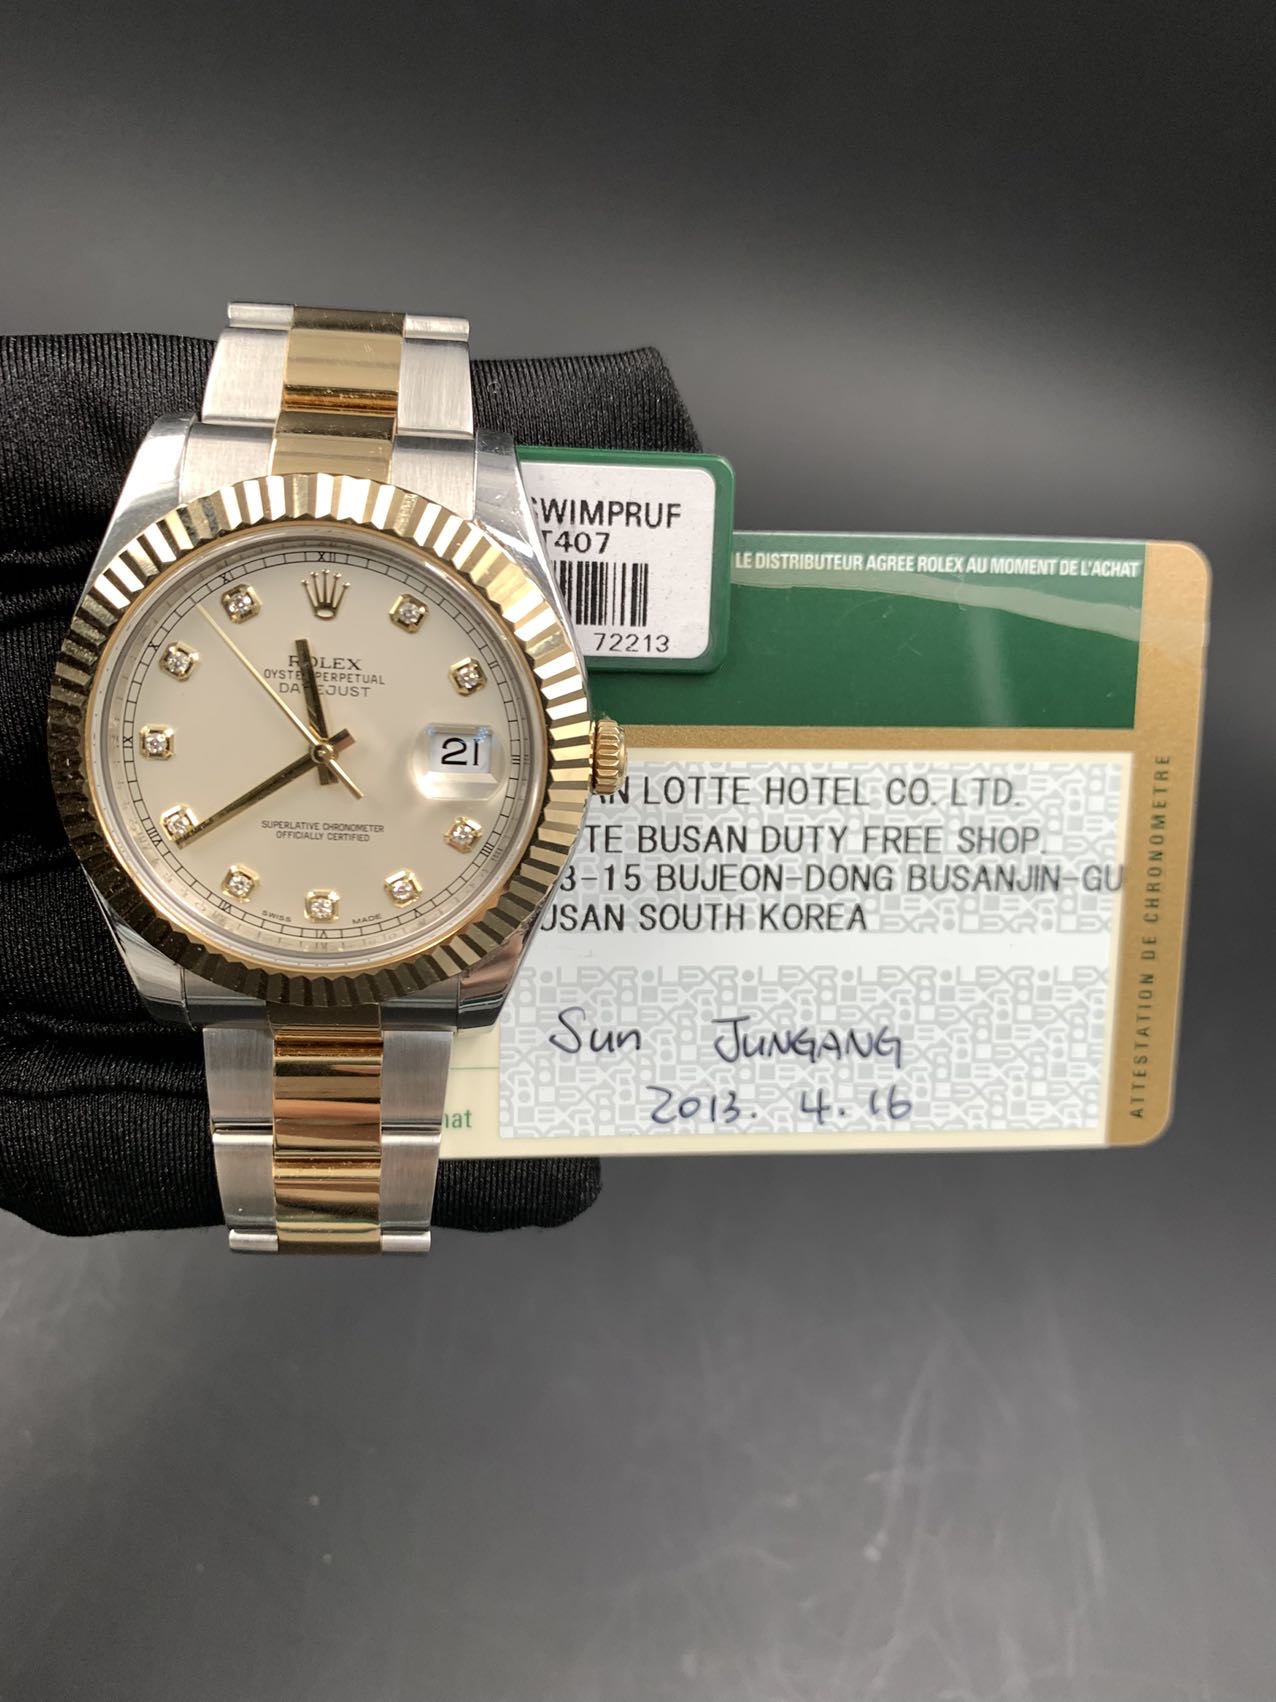 SWIMPRUF
T407
72213
LE DISTRIBUTEUR AGREE ROLEX AU MOMENT DE L'ACHAT
ROLEX
OYSTER PERPETUAL
DATEJUST
21
SUPERLATIVE CHRONOMETER
OFFICIALLY CERTIFIED
SWISS MADE
AN LOTTE HOTEL CO. LTD.
TE BUSAN DUTY FREE SHOP.
3-15 BUJEON-DONG BUSANJIN-GU
USAN SOUTH KOREA
Sun JUNGANG
2013. 4. 16
hat
ATTESTATION DE CHRONOMETRE